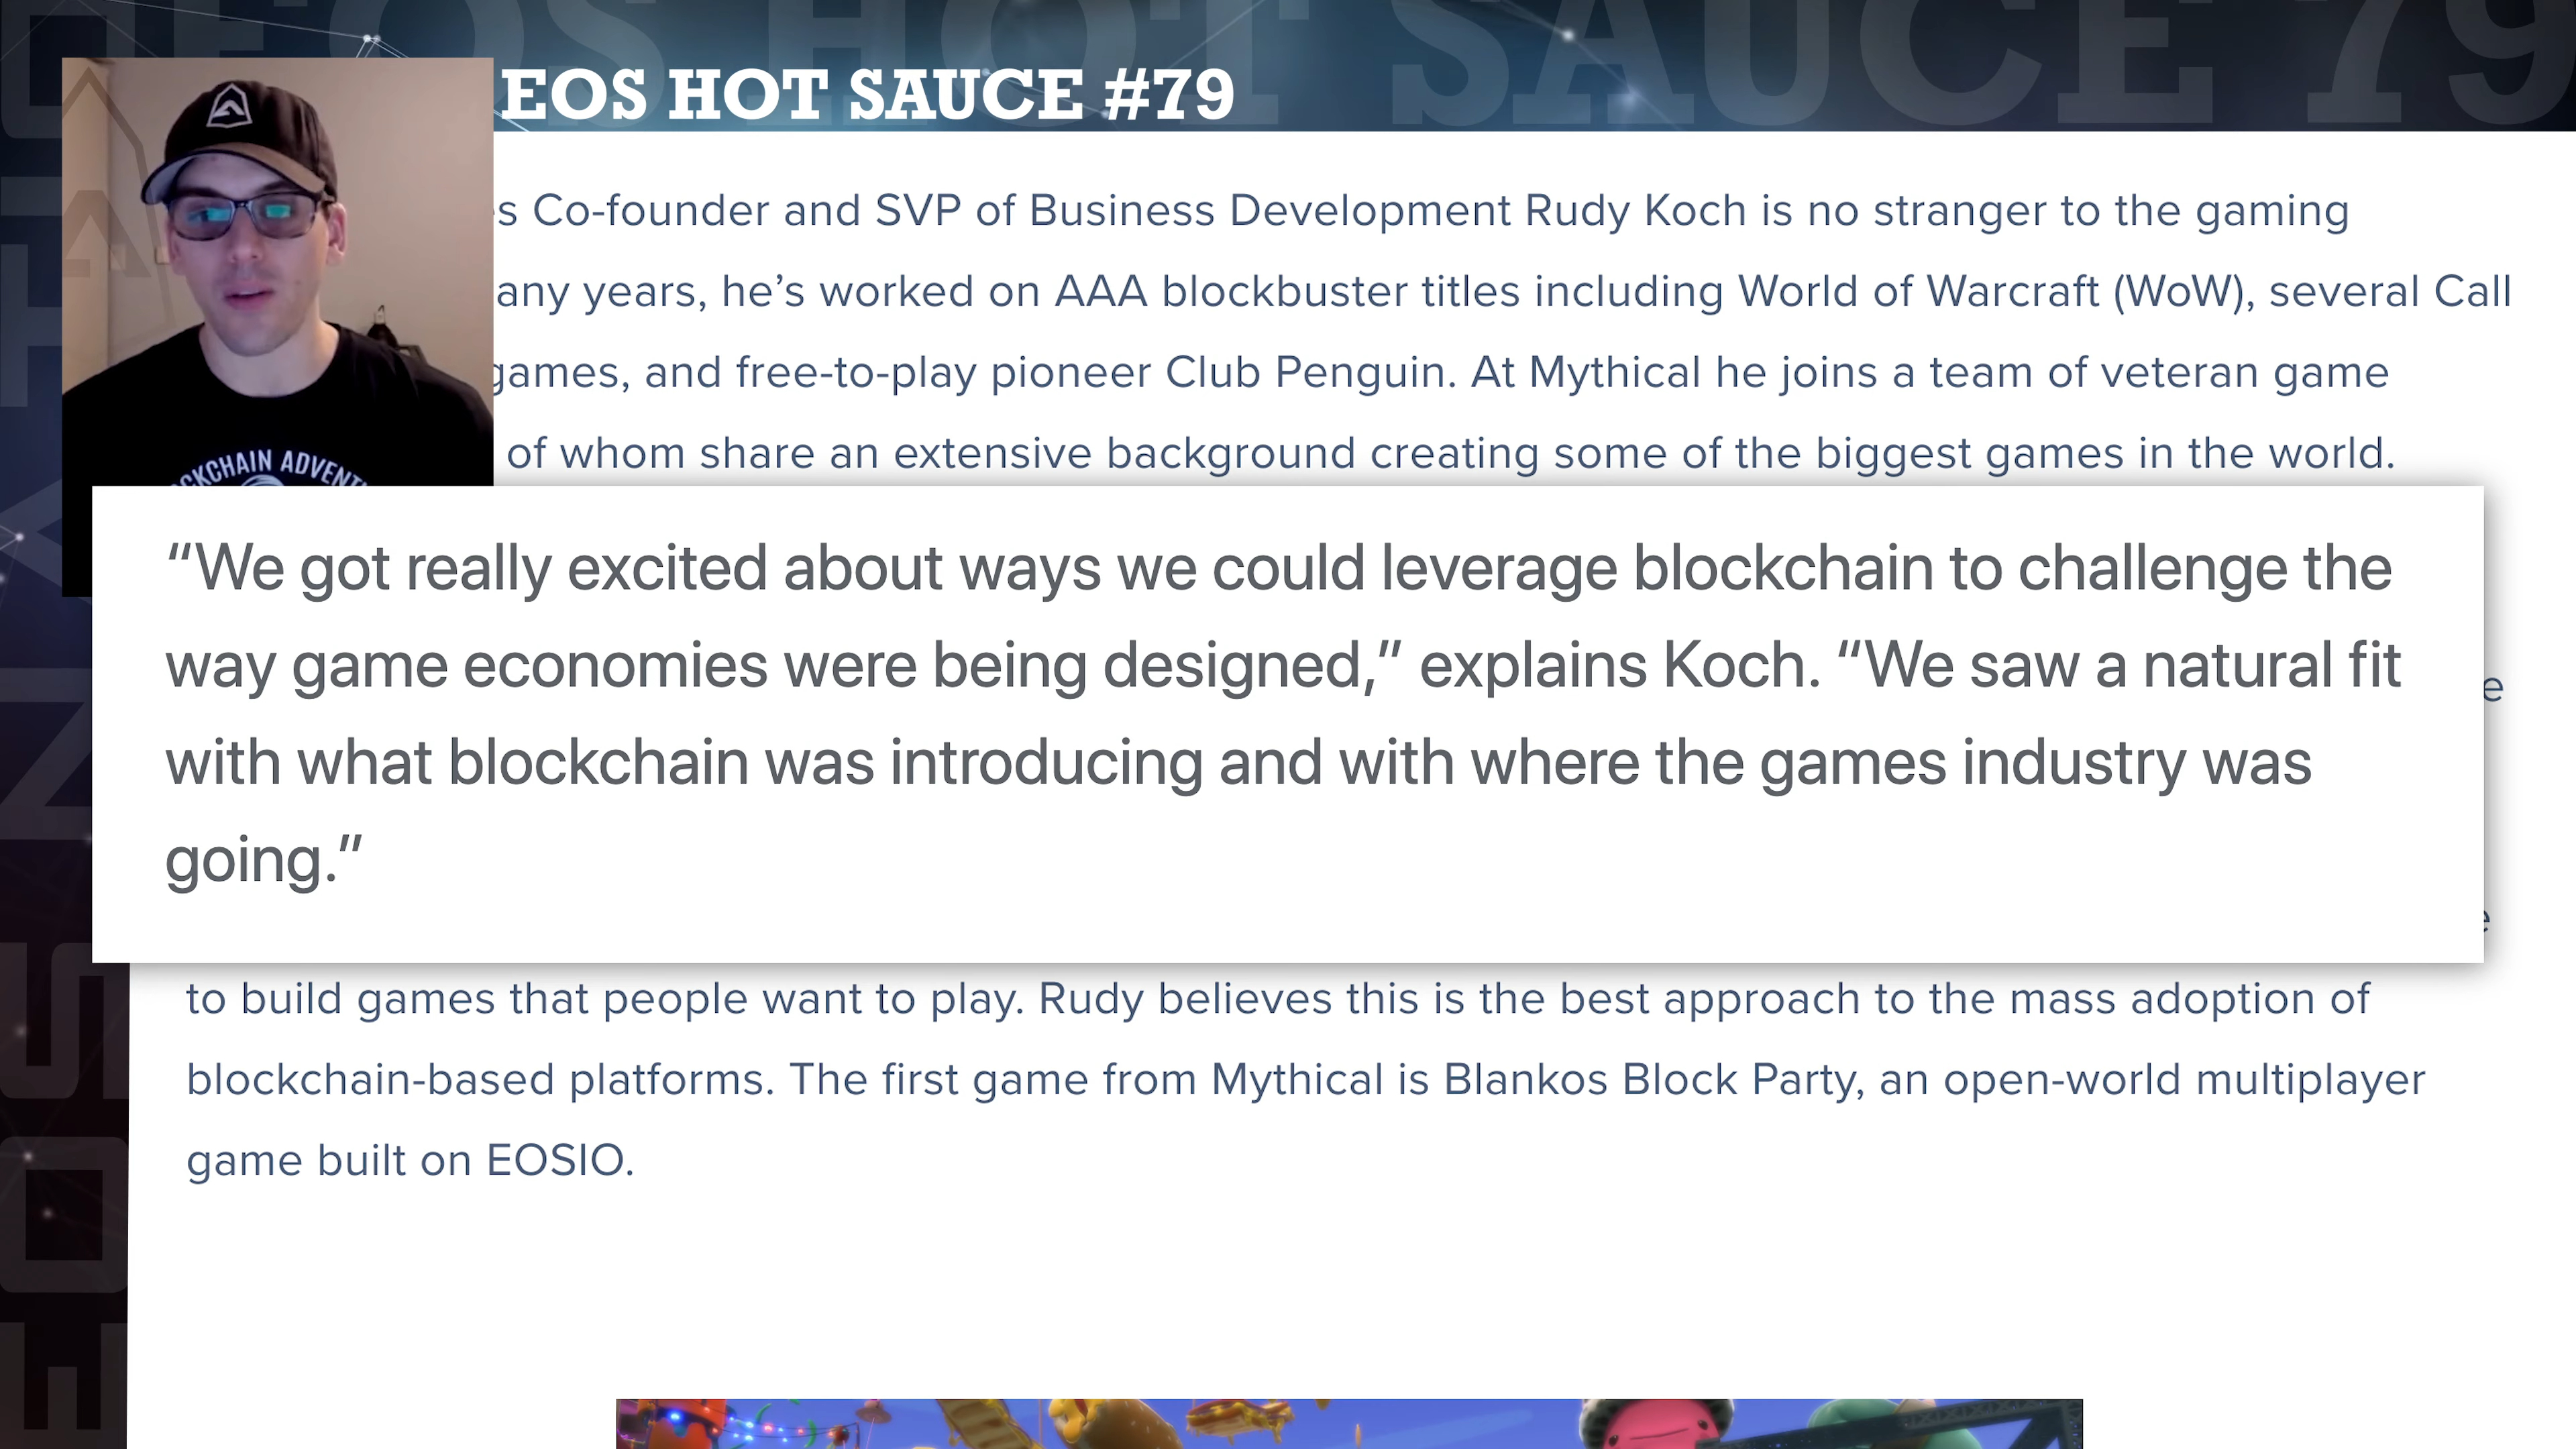 EOS HOT SAUCE 79
EOS HOT SAUCE #79
s Co-founder and SVP of Business Development Rudy Koch is no stranger to the gaming
any years, he’s worked on AAA blockbuster titles including World of Warcraft (WoW), several Call
games, and free-to-play pioneer Club Penguin. At Mythical he joins a team of veteran game
of whom share an extensive background creating some of the biggest games in the world.
CKCHAIN ADVENT
“We got really excited about ways we could leverage blockchain to challenge the
way game economies were being designed,” explains Koch. “We saw a natural fit
with what blockchain was introducing and with where the games industry was
going.”
e
e
to build games that people want to play. Rudy believes this is the best approach to the mass adoption of
blockchain-based platforms. The first game from Mythical is Blankos Block Party, an open-world multiplayer
game built on EOSIO.